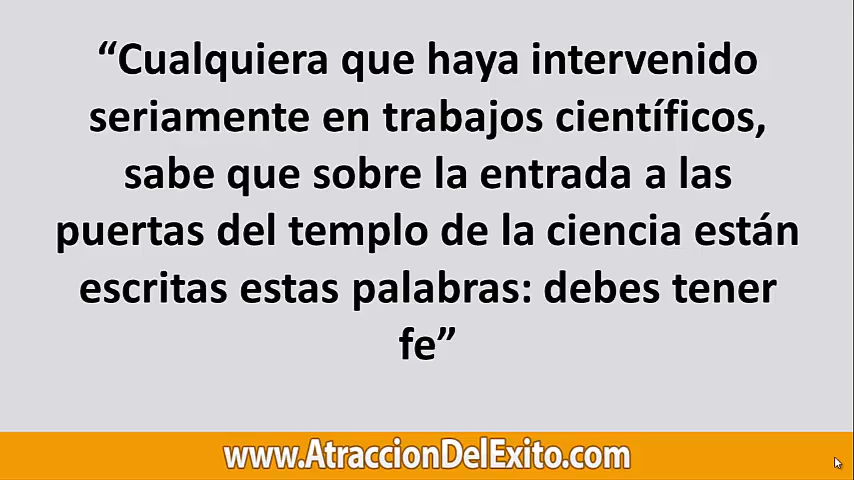 “Cualquiera que haya intervenido
seriamente en trabajos científicos,
sabe que sobre la entrada a las
puertas del templo de la ciencia están
escritas estas palabras: debes tener
fe”
www.AtraccionDelExito.com